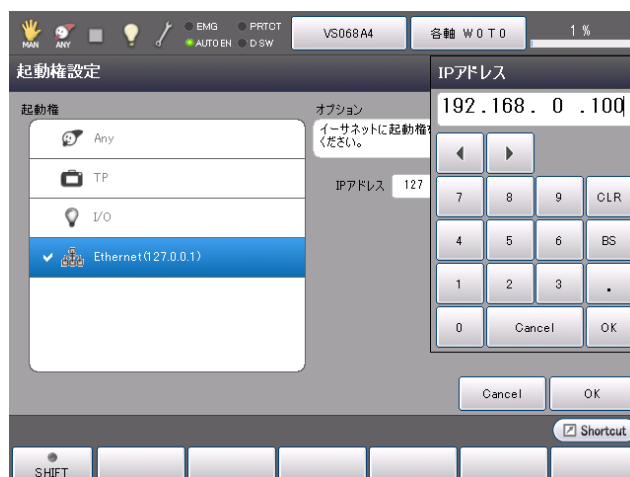 MAN
ANY
EMG
PRTCT
AUTO EN
D SW
VS068A4
各軸 W 0 T 0
1 %
起動権設定
IPアドレス
192 .168 . 0 .100
起動権
オプション
Any
イーサネットに起動権を
ください。
TP
IPアドレス
127
I/O
Ethernet(127.0.0.1)
7
8
9
CLR
4
5
6
BS
1
2
3
.
0
Cancel
OK
Cancel
OK
Shortcut
SHIFT